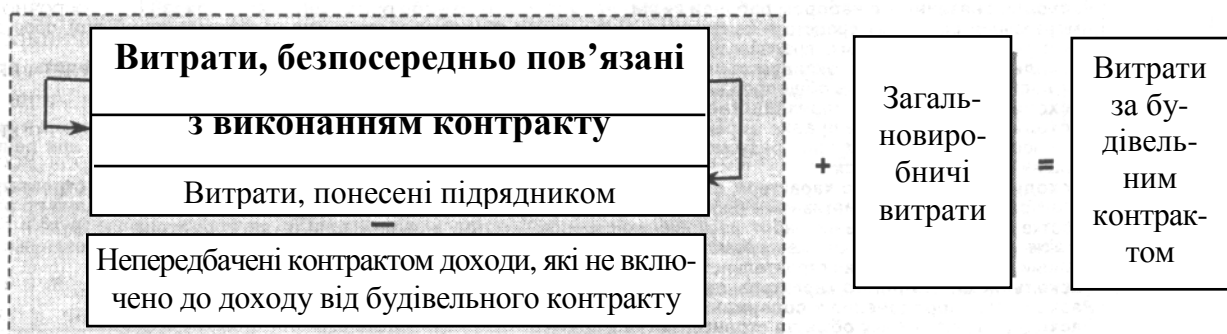 Витрати, безпосередньо пов’язані
з виконанням контракту
Витрати, понесені підрядником
–
Непередбачені контрактом доходи, які не вклю-
чено до доходу від будівельного контракту
+
Загаль-
новиро-
бничі
витрати
=
Витрати
за бу-
дівель-
ним
контрак-
том